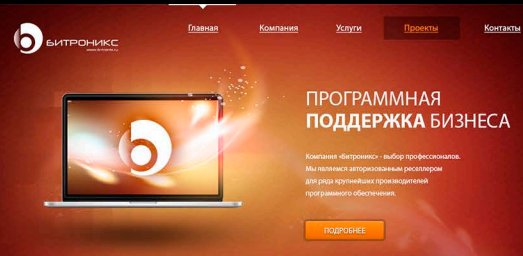 Главная Компания Услуги Проекты Контакты
БИТРОНИКС
ПРОГРАММНАЯ
ПОДДЕРЖКА БИЗНЕСА
Компания «Битроникс» - выбор профессионалов.
Мы являемся авторизованным реселлером
для ряда крупнейших производителей
программного обеспечения.
ПОДРОБНЕЕ